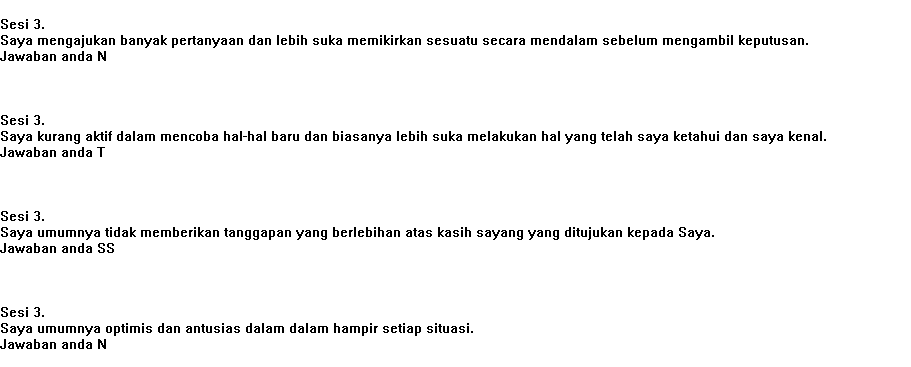 Sesi 3.
Saya mengajukan banyak pertanyaan dan lebih suka memikirkan sesuatu secara mendalam sebelum mengambil keputusan.
Jawaban anda N
Sesi 3.
Saya kurang aktif dalam mencoba hal-hal baru dan biasanya lebih suka melakukan hal yang telah saya ketahui dan saya kenal.
Jawaban anda T
Sesi 3.
Saya umumnya tidak memberikan tanggapan yang berlebihan atas kasih sayang yang ditujukan kepada Saya.
Jawaban anda SS
Sesi 3.
Saya umumnya optimis dan antusias dalam dalam hampir setiap situasi.
Jawaban anda N